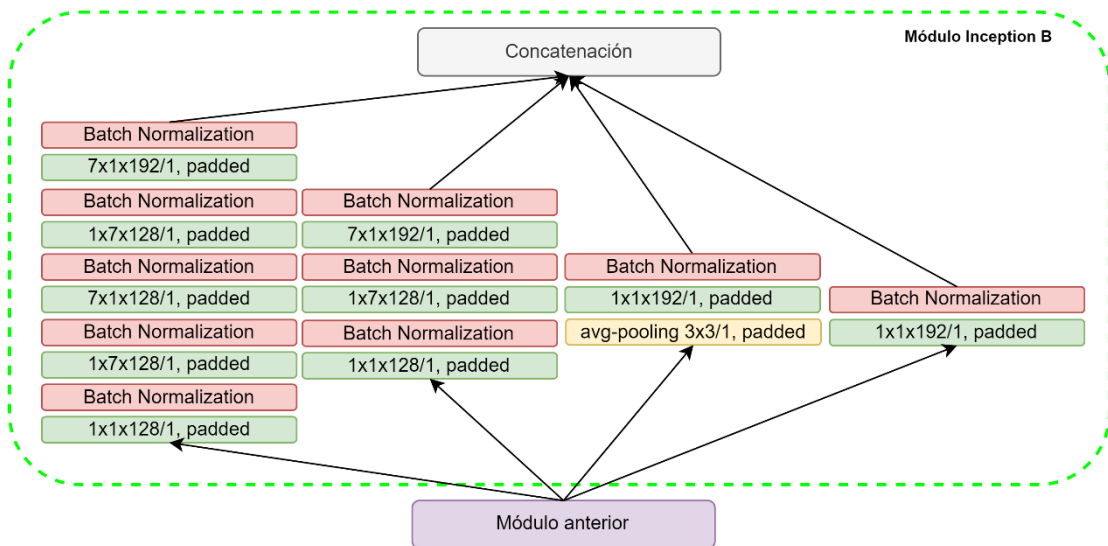 Módulo Inception B
Concatenación
Batch Normalization
7x1x192/1, padded
Batch Normalization
1x7x128/1, padded
Batch Normalization
7x1x128/1, padded
Batch Normalization
1x7x128/1, padded
Batch Normalization
1x1x128/1, padded
Batch Normalization
7x1x192/1, padded
Batch Normalization
1x7x128/1, padded
Batch Normalization
1x1x128/1, padded
Batch Normalization
1x1x192/1, padded
avg-pooling 3x3/1, padded
Batch Normalization
1x1x192/1, padded
Módulo anterior